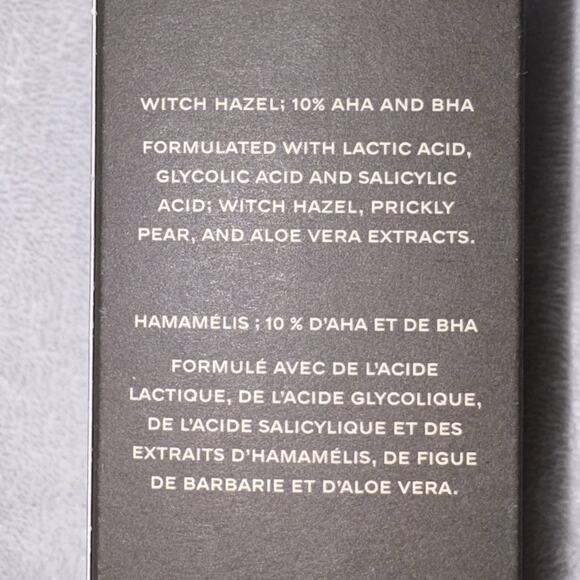 WITCH HAZEL; 10% AHA AND BHA
FORMULATED WITH LACTIC ACID,
GLYCOLIC ACID AND SALICYLIC
ACID; WITCH HAZEL, PRICKLY
PEAR, AND ALOE VERA EXTRACTS.
HAMAMÉLIS ; 10 % D'AHA ET DE BHA
FORMULÉ AVEC DE L'ACIDE
LACTIQUE, DE L'ACIDE GLYCOLIQUE,
DE L'ACIDE SALICYLIQUE ET DES
EXTRAITS D'HAMAMÉLIS, DE FIGUE
DE BARBARIE ET D'ALOE VERA.